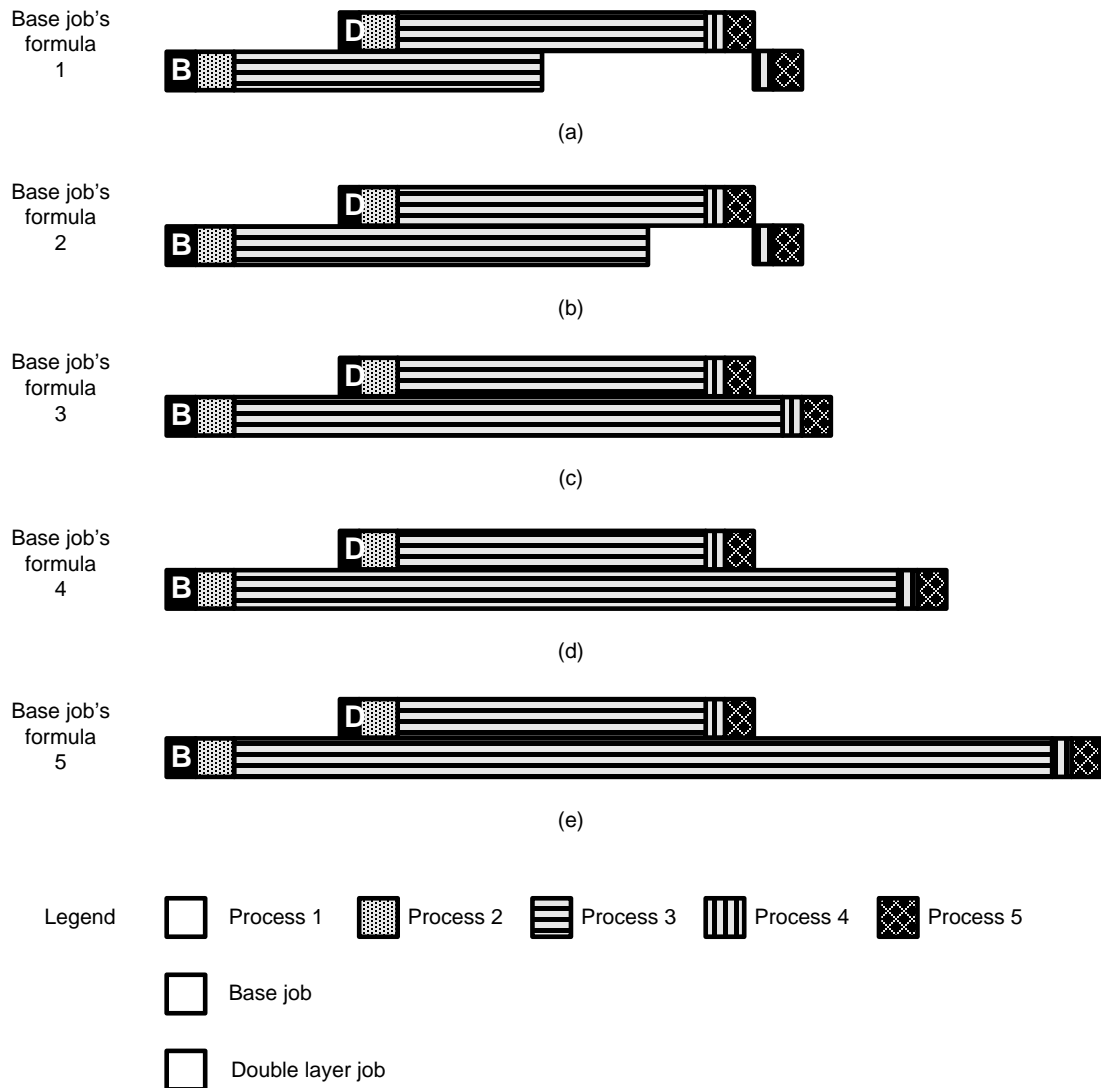 Base job's
formula
1
D
B
(a)
Base job's
formula
2
D
B
(b)
Base job's
formula
3
D
B
(c)
Base job's
formula
4
D
B
(d)
Base job's
formula
5
D
B
(e)
Legend
Process 1
Process 2
Process 3
Process 4
Process 5
Base job
Double layer job